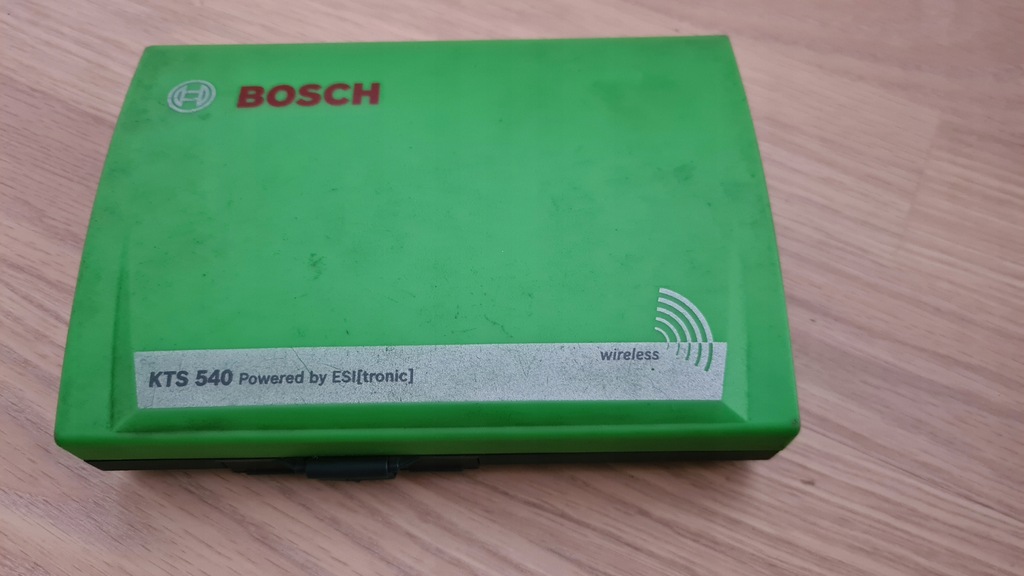 BOSCH
wireless
KTS 540 Powered by ESI[tronic]